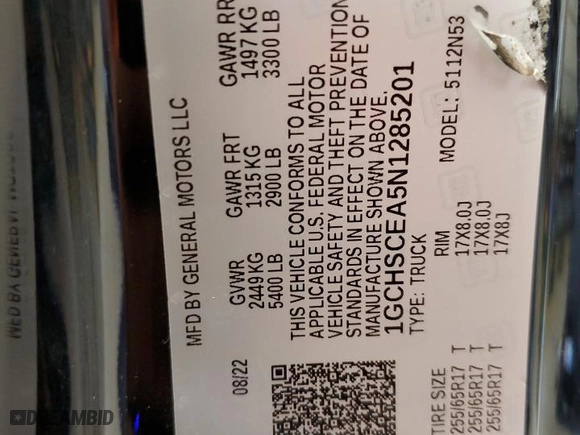 MFD BY GENERAL MOTORS LLC
08/22
GVWR
2449 KG
5400 LB
GAWR FRT
1315 KG
2900 LB
GAWR RR
1497 KG
3300 LB
THIS VEHICLE CONFORMS TO ALL
APPLICABLE U.S. FEDERAL MOTOR
VEHICLE SAFETY AND THEFT PREVENTION
STANDARDS IN EFFECT ON THE DATE OF
MANUFACTURE SHOWN ABOVE.
1GCHSCEA5N1285201
TYPE: TRUCK
MODEL: 5112N53
TIRE SIZE
RIM
255/65R17 T
17X8.0J
255/65R17 T
17X8.0J
255/65R17 T
17X8J
DREAMBID